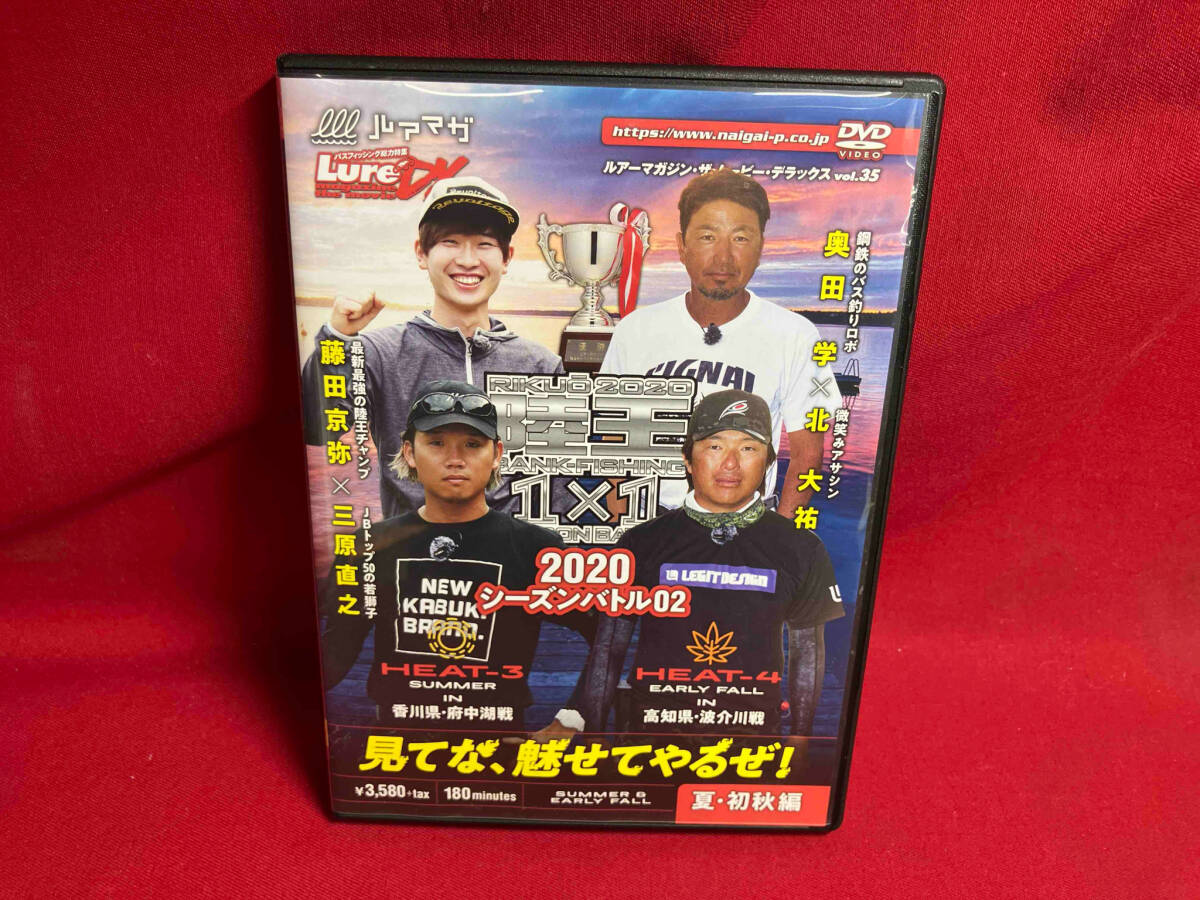 ルアマガ
https://www.naigai-p.co.jp
DVD
VIDEO
バスフィッシング総力特集
Lure
magazine
the movie
DX
ルアーマガジン・ザ・ムービー・デラックス vol.35
Revoltage
最新最強の陸王チャンプ
藤田京弥
×
JBトップ50の若獅子
三原直之
鋼鉄のバス釣りロボ
奥田学
×
微笑みアサシン
北大祐
SIGNAL
RIKUŌ 2020
陸王
BANK-FISHING
1×1
2020
シーズンバトル02
NEW
KABUKI
BRAND.
LEGIT DESIGN
HEAT-3
SUMMER
IN
香川県・府中湖戦
HEAT-4
EARLY FALL
IN
高知県・波介川戦
見てな、魅せてやるぜ!
¥3,580+tax
180minutes
SUMMER &
EARLY FALL
夏・初秋編